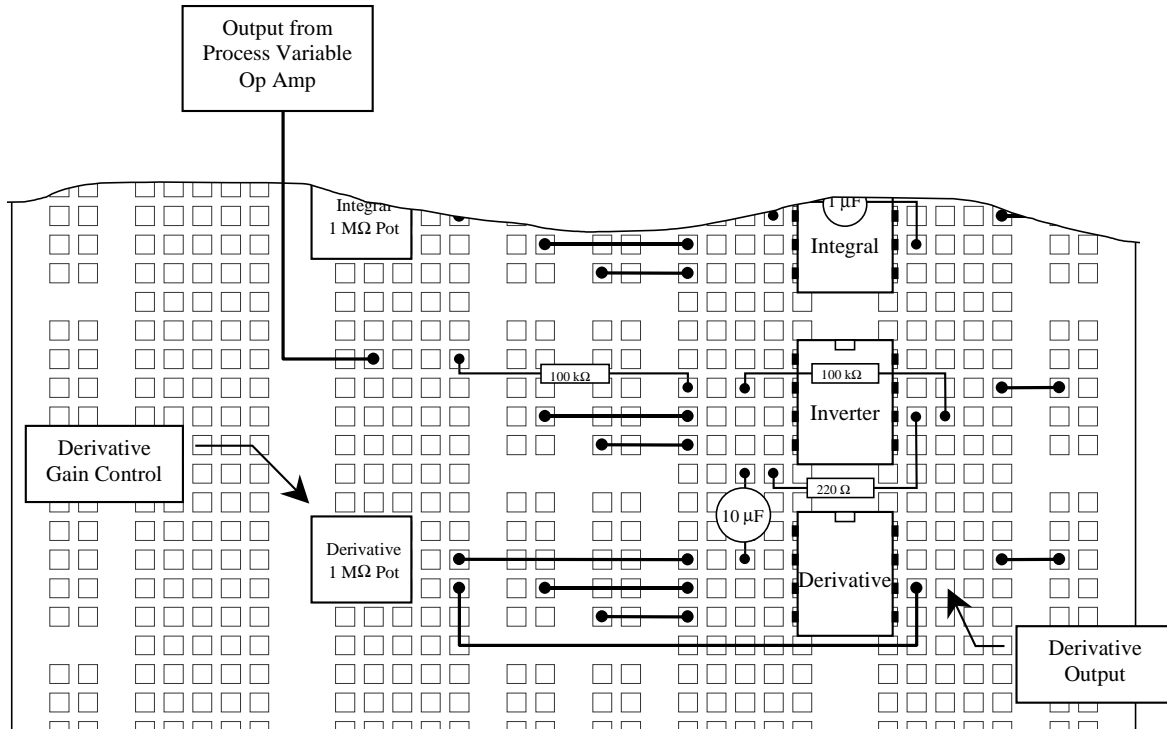 Output from
Process Variable
Op Amp
Integral
1 MΩ Pot
1 μF
Integral
100 kΩ
100 kΩ
Inverter
Derivative
Gain Control
220 Ω
10 μF
Derivative
1 MΩ Pot
Derivative
Derivative
Output